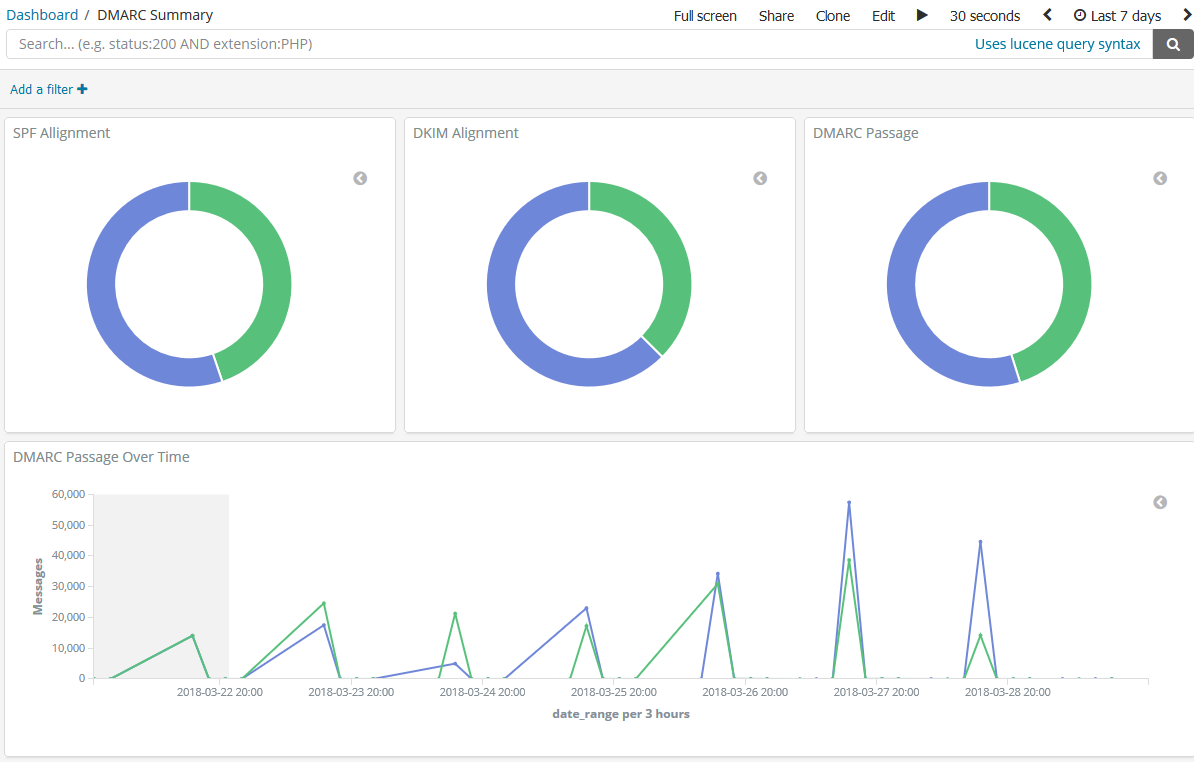 Dashboard / DMARC Summary
Full screen Share Clone Edit 30 seconds Last 7 days
Search... (e.g. status:200 AND extension:PHP)
Uses lucene query syntax
Add a filter
SPF Allignment
DKIM Alignment
DMARC Passage
DMARC Passage Over Time
60,000
50,000
40,000
30,000
20,000
10,000
0
Messages
2018-03-22 20:00 2018-03-23 20:00 2018-03-24 20:00 2018-03-25 20:00 2018-03-26 20:00 2018-03-27 20:00 2018-03-28 20:00
date_range per 3 hours